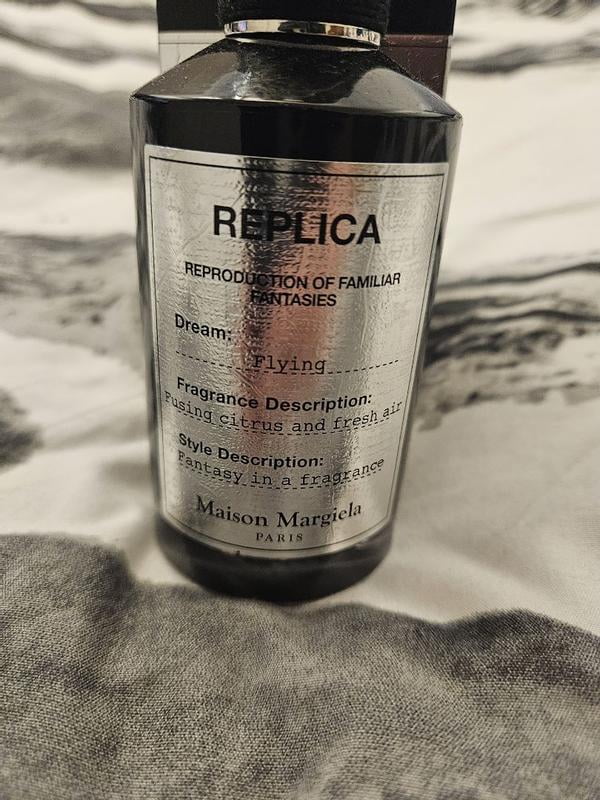 REPLICA
REPRODUCTION OF FAMILIAR
FANTASIES
Dream:
Flying
Fragrance Description:
Fusing citrus and fresh air
Style Description:
Fantasy in a fragrance
Maison Margiela
PARIS